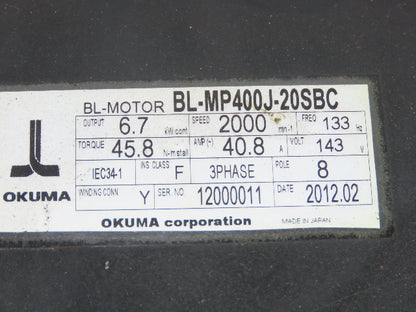 BL-MOTOR BL-MP400J-20SBC
OUTPUT 6.7 kW cont SPEED 2000 min-1 FREQ 133 Hz
TORQUE 45.8 N-m stall AMP (~) 40.8 A VOLT 143 V
IEC34-1 INS CLASS F 3PHASE POLE 8
WINDING CONN Y SER NO. 12000011 DATE 2012.02
OKUMA
OKUMA corporation MADE IN JAPAN